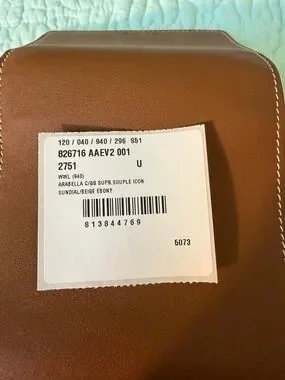 120 / 040 / 940 / 296 S51
826716 AAEV2 001
2751 U
WWL (940)
ARABELLA C/GG SUPR.SOUPLE ICON
SUNDIAL/BEIGE EBONY
813844769
5073